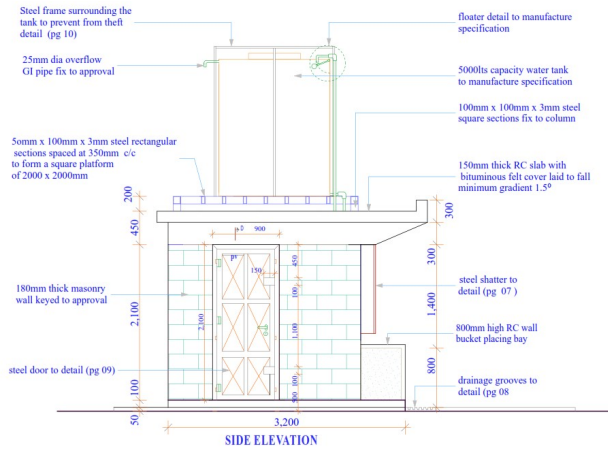 Steel frame surrounding the
tank to prevent from theft
detail (pg 10)
floater detail to manufacture
specification
25mm dia overflow
GI pipe fix to approval
5000lts capacity water tank
to manufacture specification
100mm x 100mm x 3mm steel
square sections fix to column
5mm x 100mm x 3mm steel rectangular
sections spaced at 350mm c/c
to form a square platform
of 2000 x 2000mm
150mm thick RC slab with
bituminous felt cover laid to fall
minimum gradient 1.5⁰
200
450
2,100
100
50
300
300
1,400
800
D
900
150
450
100
2,100
1,100
100
180mm thick masonry
wall keyed to approval
steel shatter to
detail (pg 07 )
800mm high RC wall
bucket placing bay
steel door to detail (pg 09)
drainage grooves to
detail (pg 08
3,200
SIDE ELEVATION